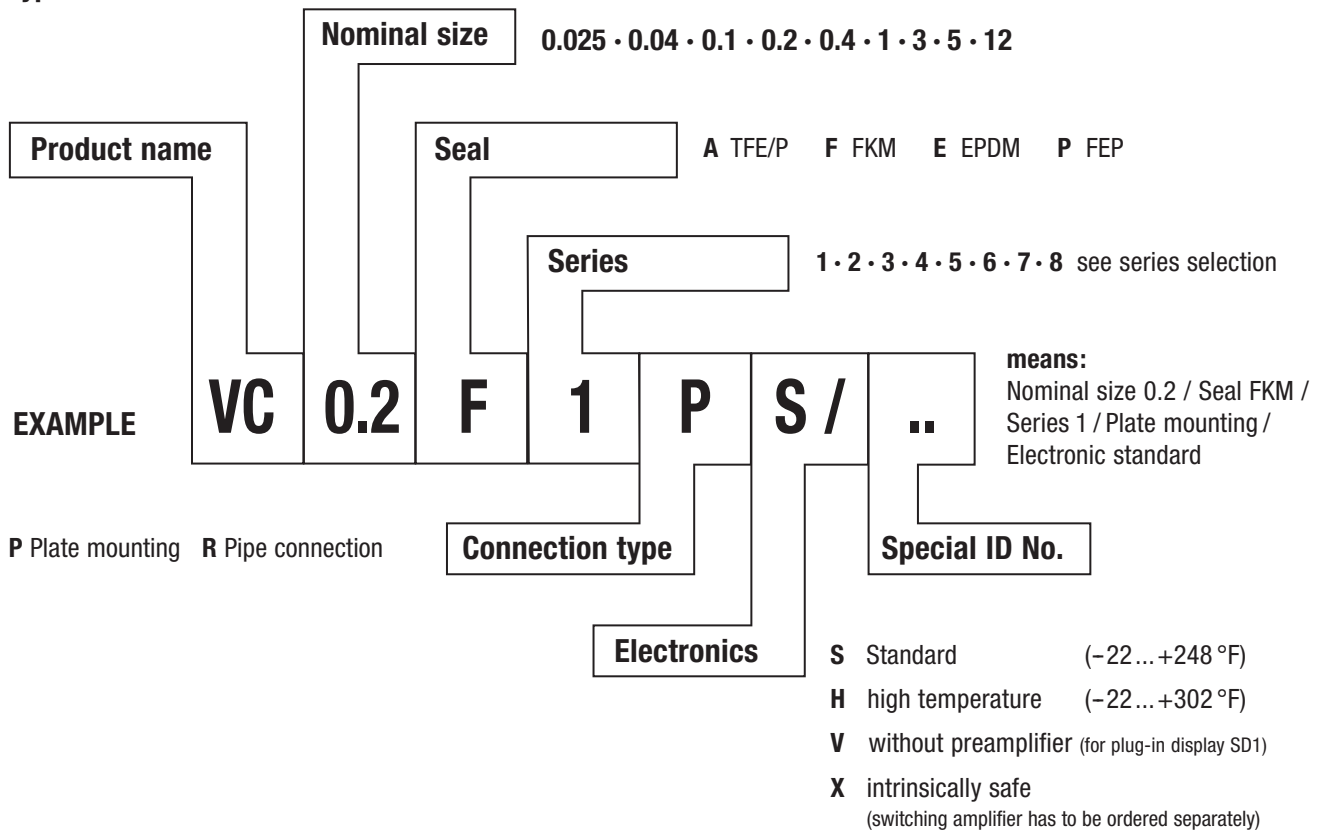 Nominal size 0.025 · 0.04 · 0.1 · 0.2 · 0.4 · 1 · 3 · 5 · 12
Product name Seal A TFE/P F FKM E EPDM P FEP
Series 1 · 2 · 3 · 4 · 5 · 6 · 7 · 8 see series selection
EXAMPLE VC 0.2 F 1 P S / ..
means:
Nominal size 0.2 / Seal FKM /
Series 1 / Plate mounting /
Electronic standard
P Plate mounting R Pipe connection Connection type Special ID No.
Electronics
S Standard (-22...+248 °F)
H high temperature (-22...+302 °F)
V without preamplifier (for plug-in display SD1)
X intrinsically safe
(switching amplifier has to be ordered separately)